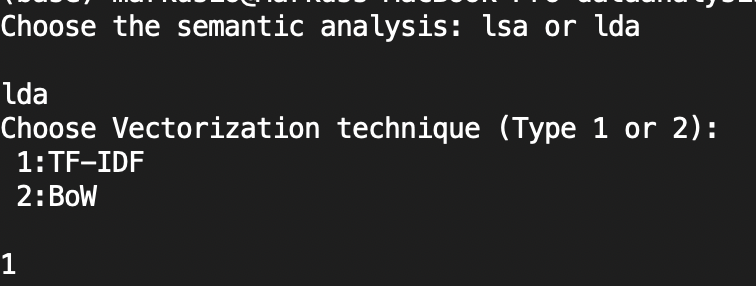 Choose the semantic analysis: lsa or lda
lda
Choose Vectorization technique (Type 1 or 2):
1:TF-IDF
2:BoW
1